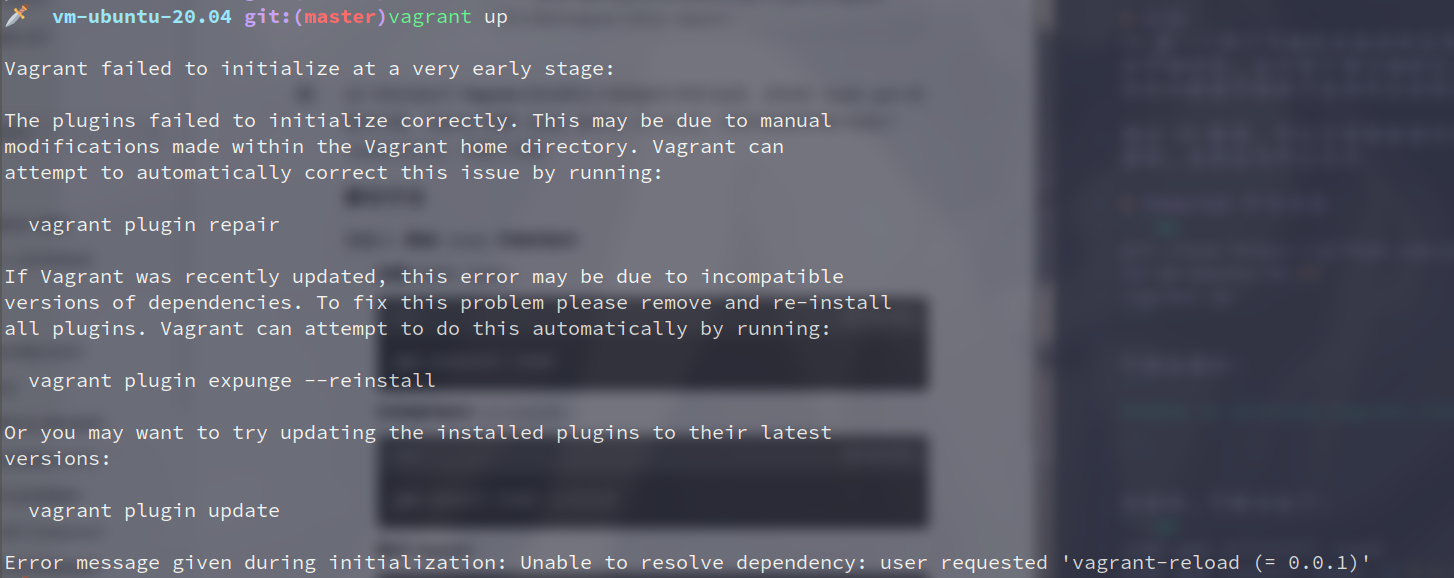 vm-ubuntu-20.04 git:(master)vagrant up
Vagrant failed to initialize at a very early stage:
The plugins failed to initialize correctly. This may be due to manual
modifications made within the Vagrant home directory. Vagrant can
attempt to automatically correct this issue by running:
vagrant plugin repair
If Vagrant was recently updated, this error may be due to incompatible
versions of dependencies. To fix this problem please remove and re-install
all plugins. Vagrant can attempt to do this automatically by running:
vagrant plugin expunge --reinstall
Or you may want to try updating the installed plugins to their latest
versions:
vagrant plugin update
Error message given during initialization: Unable to resolve dependency: user requested 'vagrant-reload (= 0.0.1)'